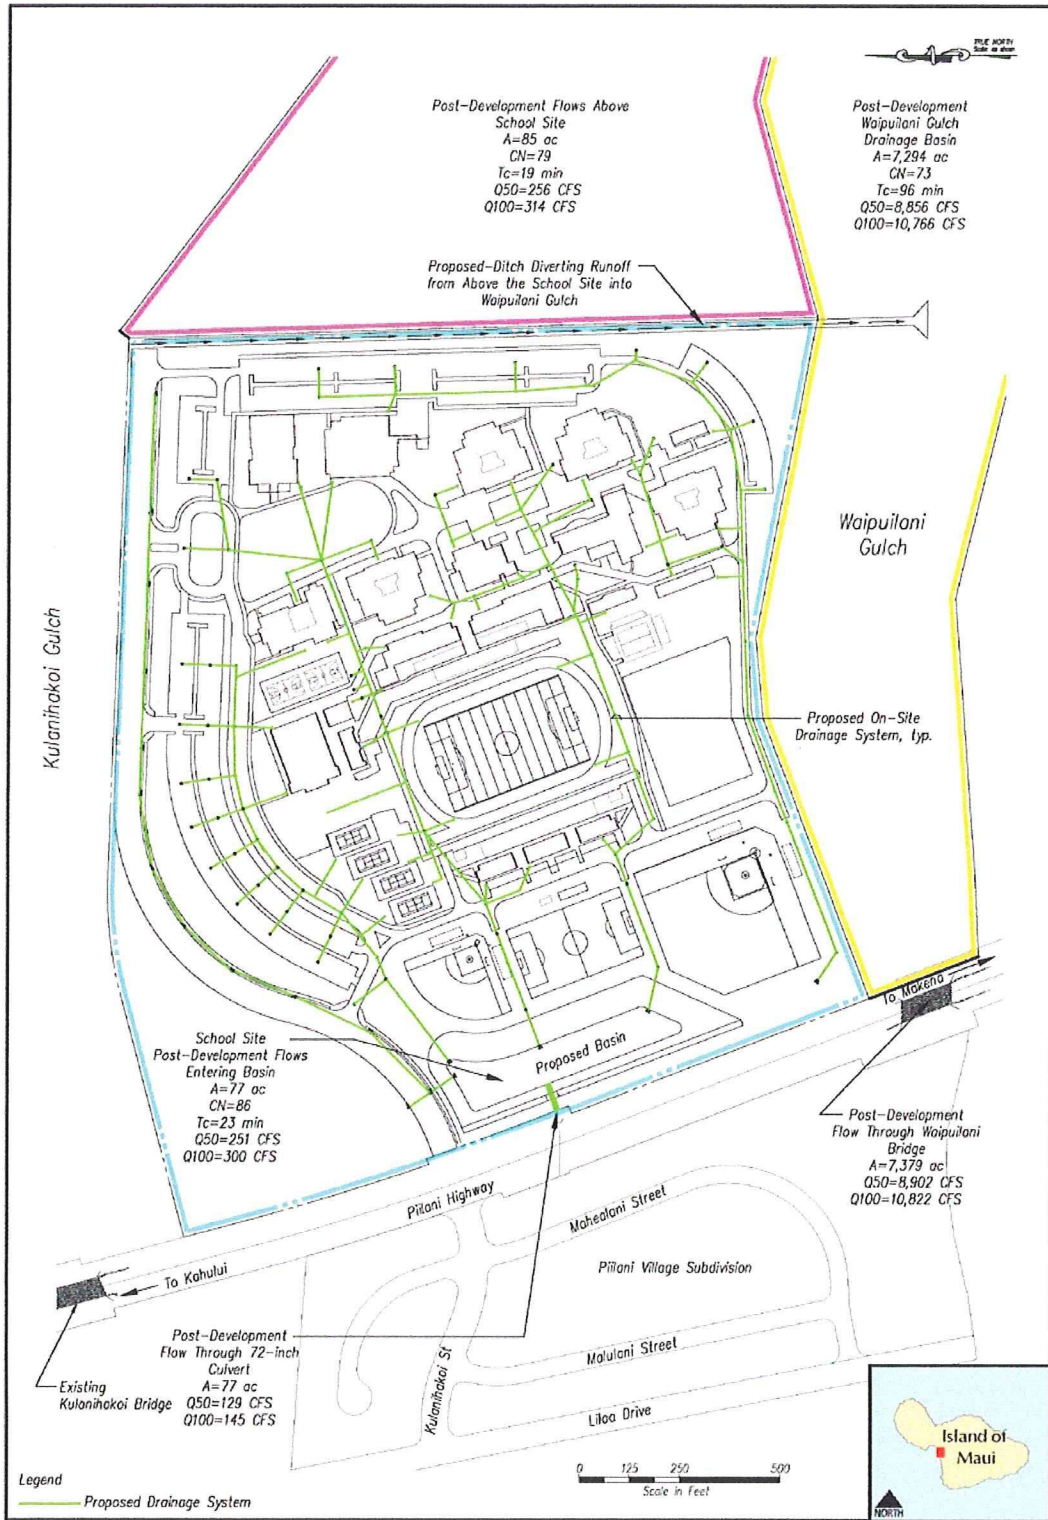 TRUE NORTH
Scale as shown
Post-Development Flows Above
School Site
A=85 ac
CN=79
Tc=19 min
Q50=256 CFS
Q100=314 CFS
Post-Development
Waipuilani Gulch
Drainage Basin
A=7,294 ac
CN=73
Tc=96 min
Q50=8,856 CFS
Q100=10,766 CFS
Proposed-Ditch Diverting Runoff
from Above the School Site into
Waipuilani Gulch
Waipuilani
Gulch
Kulanihakoi Gulch
Proposed On-Site
Drainage System, typ.
To Makena
School Site
Post-Development Flows
Entering Basin
A=77 ac
CN=86
Tc=23 min
Q50=251 CFS
Q100=300 CFS
Proposed Basin
Post-Development
Flow Through Waipuilani
Bridge
A=7,379 ac
Q50=8,902 CFS
Q100=10,822 CFS
Piilani Highway
Mahealani Street
Piilani Village Subdivision
To Kahului
Post-Development
Flow Through 72-inch
Culvert
A=77 ac
Q50=129 CFS
Q100=145 CFS
Existing
Kulanihakoi Bridge
Kulanihakoi St
Malulani Street
Liloa Drive
0 125 250 500
Scale in Feet
Island of
Maui
NORTH
Legend
Proposed Drainage System